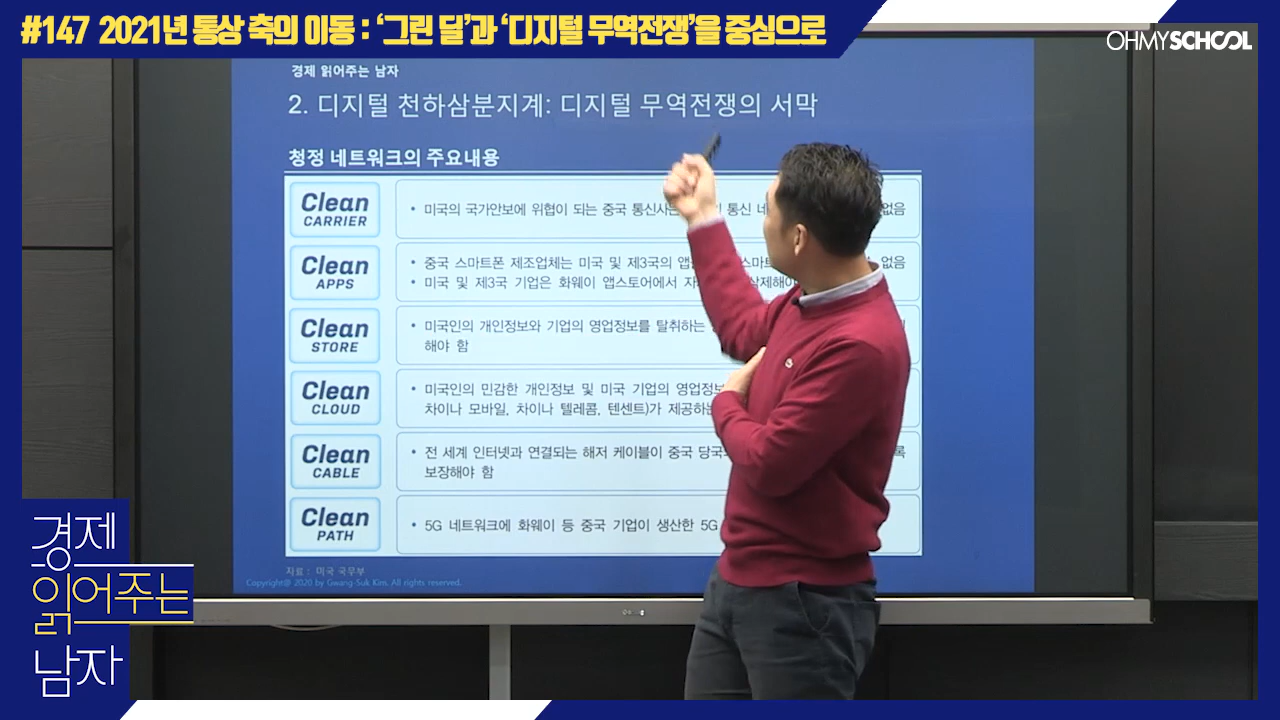 #147 2021년 통상 축의 이동 : ‘그린 딜’과 ‘디지털 무역전쟁’을 중심으로
OHMYSCHOOL
경제 읽어주는 남자
2. 디지털 천하삼분지계: 디지털 무역전쟁의 서막
청정 네트워크의 주요내용
Clean
CARRIER
• 미국의 국가안보에 위협이 되는 중국 통신사는 통신 없음
Clean
APPS
• 중국 스마트폰 제조업체는 미국 및 제3국의 없음
• 미국 및 제3국 기업은 화웨이 앱스토어에서
Clean
STORE
• 미국인의 개인정보와 기업의 영업정보를 탈취하는
해야 함
Clean
CLOUD
• 미국인의 민감한 개인정보 및 미국 기업의
차이나 모바일, 차이나 텔레콤, 텐센트)가
Clean
CABLE
• 전 세계 인터넷과 연결되는 해저 케이블이 중국
보장해야 함
Clean
PATH
• 5G 네트워크에 화웨이 등 중국 기업이 생산한 5G
자료 : 미국 국무부
Copyright@ 2020 by Gwang-Suk Kim. All rights reserved.
경제
읽어주는
남자